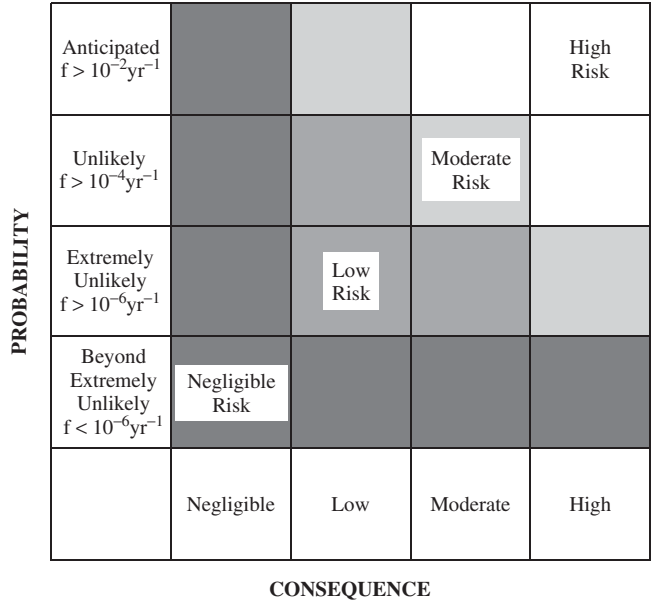 Anticipated
f > 10⁻²yr⁻¹
High
Risk
Unlikely
f > 10⁻⁴yr⁻¹
Moderate
Risk
PROBABILITY
Extremely
Unlikely
f > 10⁻⁶yr⁻¹
Low
Risk
Beyond
Extremely
Unlikely
f < 10⁻⁶yr⁻¹
Negligible
Risk
Negligible
Low
Moderate
High
CONSEQUENCE